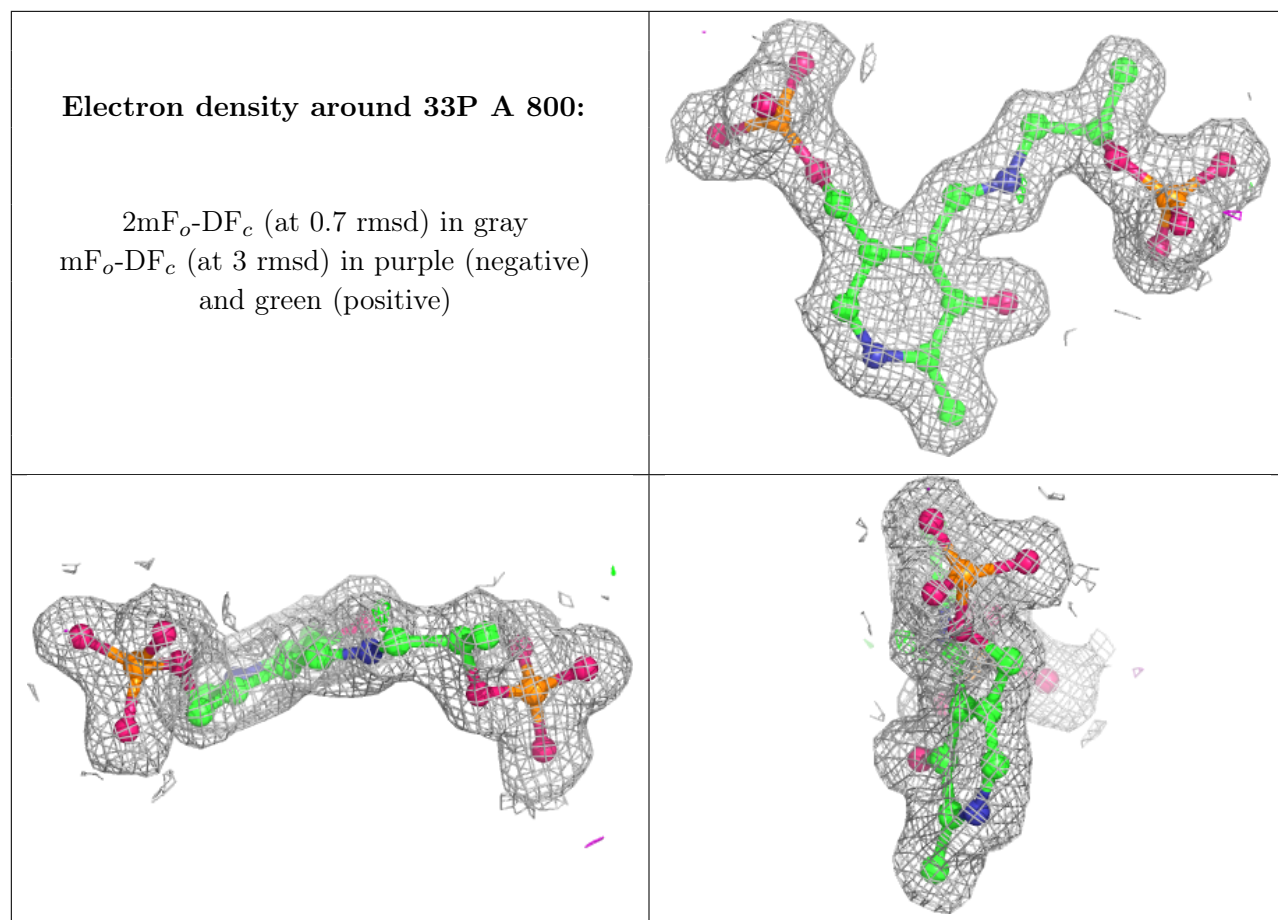 Electron density around 33P A 800:
2mFo-DFc (at 0.7 rmsd) in gray
mFo-DFc (at 3 rmsd) in purple (negative)
and green (positive)